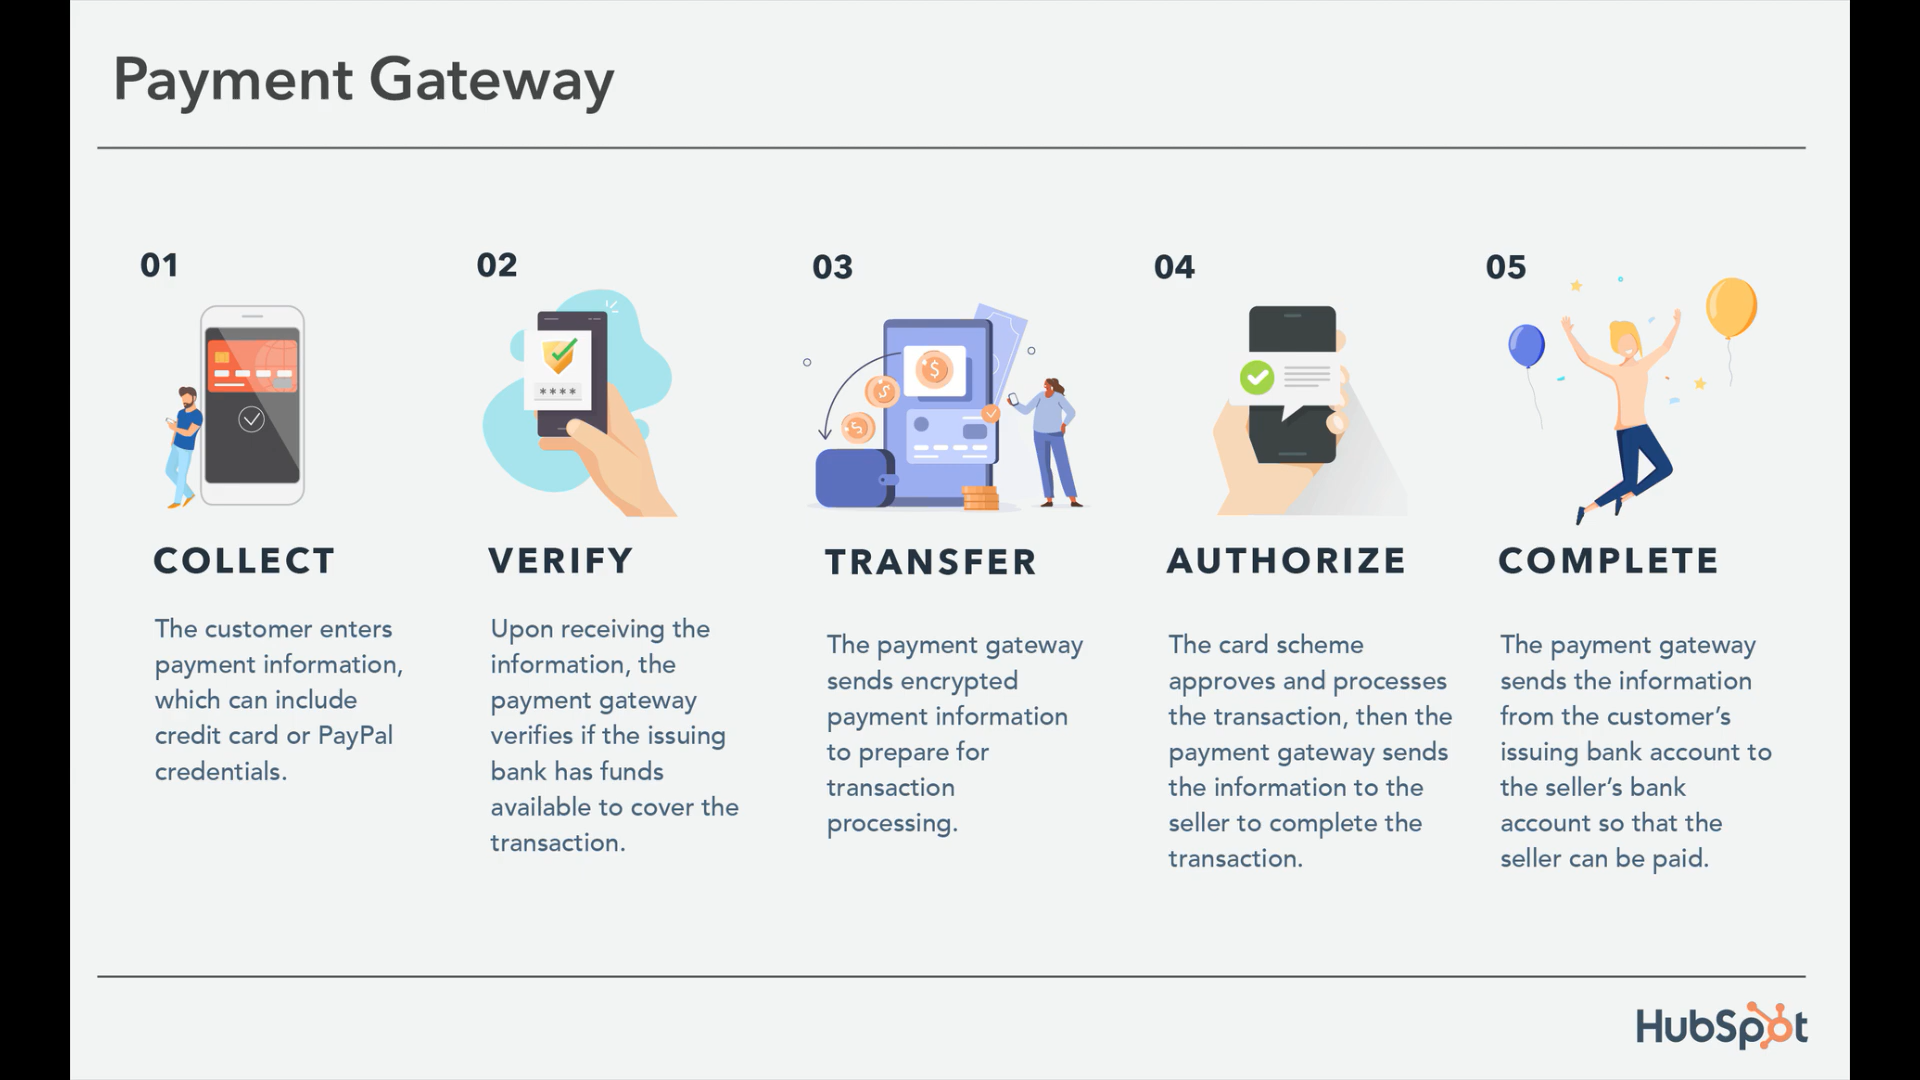 Payment Gateway
01
COLLECT
The customer enters
payment information,
which can include
credit card or PayPal
credentials.
02
****
VERIFY
Upon receiving the
information, the
payment gateway
verifies if the issuing
bank has funds
available to cover the
transaction.
03
$
TRANSFER
The payment gateway
sends encrypted
payment information
to prepare for
transaction
processing.
04
AUTHORIZE
The card scheme
approves and processes
the transaction, then the
payment gateway sends
the information to the
seller to complete the
transaction.
05
COMPLETE
The payment gateway
sends the information
from the customer’s
issuing bank account to
the seller’s bank
account so that the
seller can be paid.
HubSpot